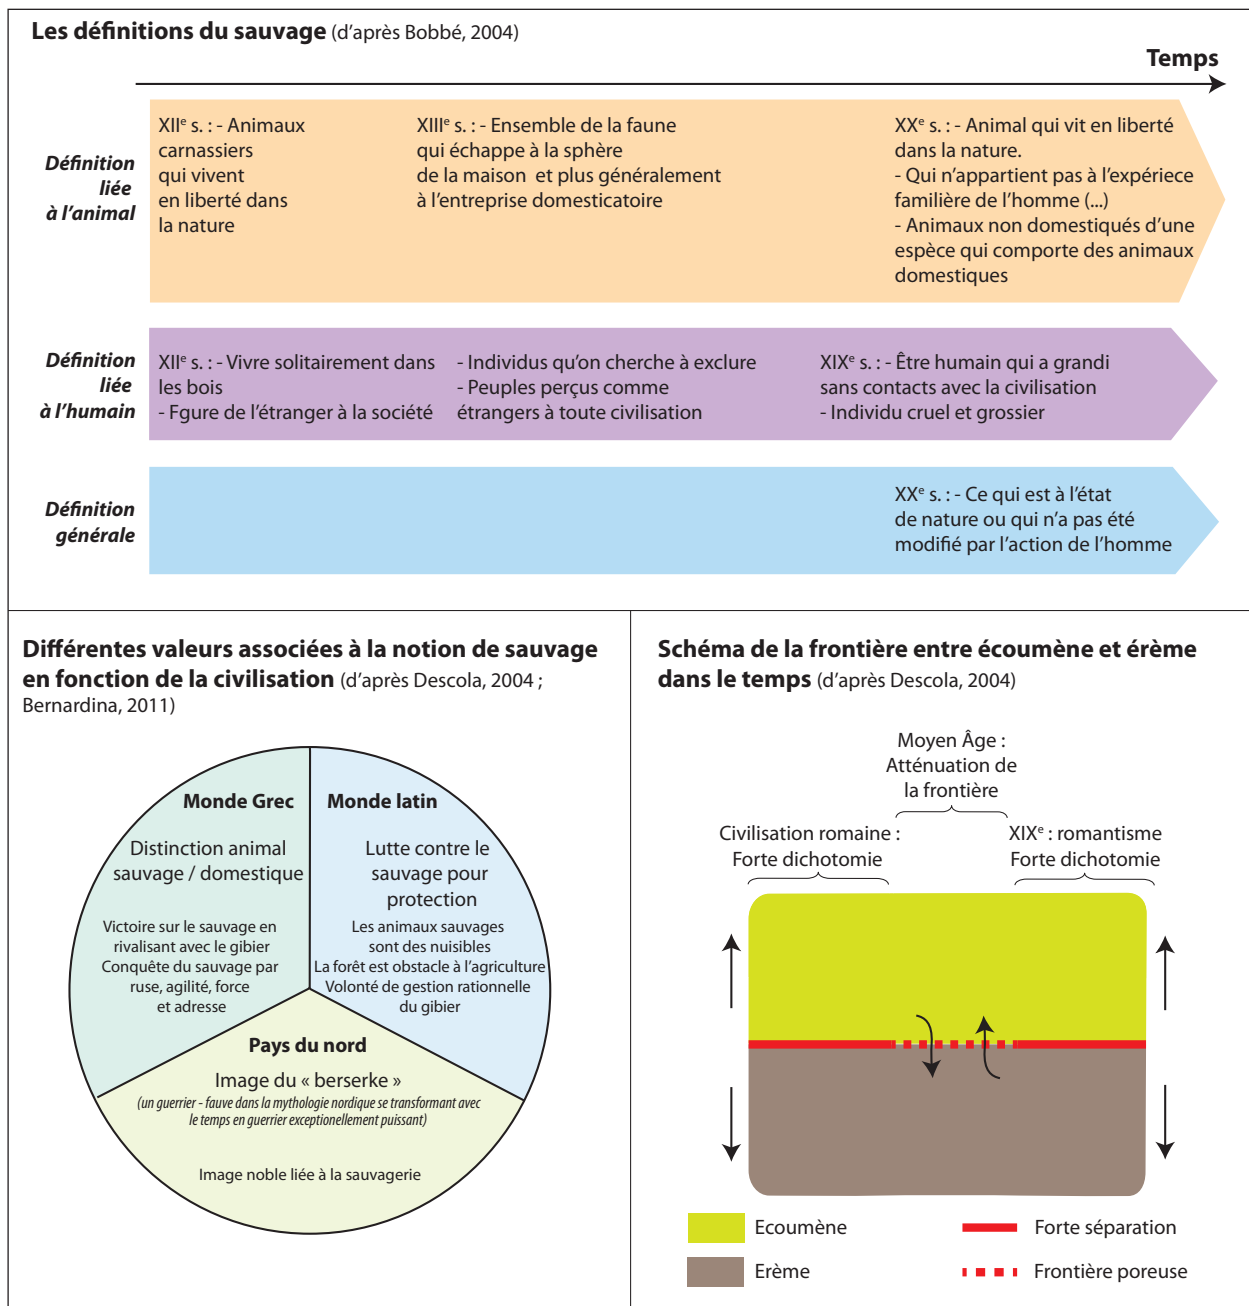 Les définitions du sauvage (d'après Bobbé, 2004)
Temps
Définition
liée
à l'animal
XIIe s. : - Animaux
carnassiers
qui vivent
en liberté dans
la nature
XIIIe s. : - Ensemble de la faune
qui échappe à la sphère
de la maison et plus généralement
à l'entreprise domesticatoire
XXe s. : - Animal qui vit en liberté
dans la nature.
- Qui n'appartient pas à l'expériece
familière de l'homme (...)
- Animaux non domestiqués d'une
espèce qui comporte des animaux
domestiques
Définition
liée
à l'humain
XIIe s. : - Vivre solitairement dans
les bois
- Fgure de l'étranger à la société
- Individus qu'on cherche à exclure
- Peuples perçus comme
étrangers à toute civilisation
XIXe s. : - Être humain qui a grandi
sans contacts avec la civilisation
- Individu cruel et grossier
Définition
générale
XXe s. : - Ce qui est à l'état
de nature ou qui n'a pas été
modifié par l'action de l'homme
Différentes valeurs associées à la notion de sauvage
en fonction de la civilisation (d'après Descola, 2004 ;
Bernardina, 2011)
Monde Grec
Distinction animal
sauvage / domestique
Victoire sur le sauvage en
rivalisant avec le gibier
Conquête du sauvage par
ruse, agilité, force
et adresse
Monde latin
Lutte contre le
sauvage pour
protection
Les animaux sauvages
sont des nuisibles
La forêt est obstacle à l'agriculture
Volonté de gestion rationnelle
du gibier
Pays du nord
Image du « berserke »
(un guerrier - fauve dans la mythologie nordique se transformant avec
le temps en guerrier exceptionellement puissant)
Image noble liée à la sauvagerie
Schéma de la frontière entre écoumène et érème
dans le temps (d'après Descola, 2004)
Moyen Âge :
Atténuation de
la frontière
Civilisation romaine :
Forte dichotomie
XIXe : romantisme
Forte dichotomie
Ecoumène
Forte séparation
Erème
Frontière poreuse